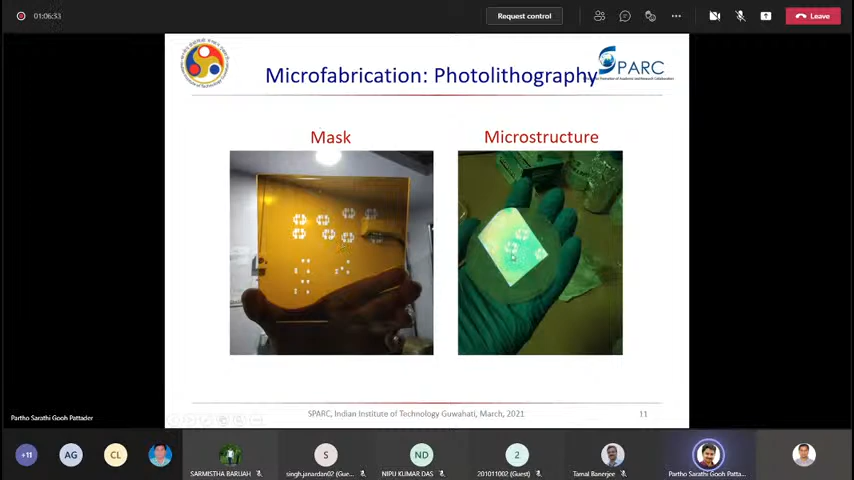 01:06:33
Request control
Leave
Microfabrication: Photolithography
SPARC
Mask
Microstructure
SPARC, Indian Institute of Technology Guwahati, March, 2021
11
Partho Sarathi Gooh Pattader
+11
AG
CL
SARMISTHA BARUAH
S
singh.janardan02 (Gue...
ND
NIPU KUMAR DAS
2
201011002 (Guest)
Tamal Banerjee
Partho Sarathi Gooh Patta...